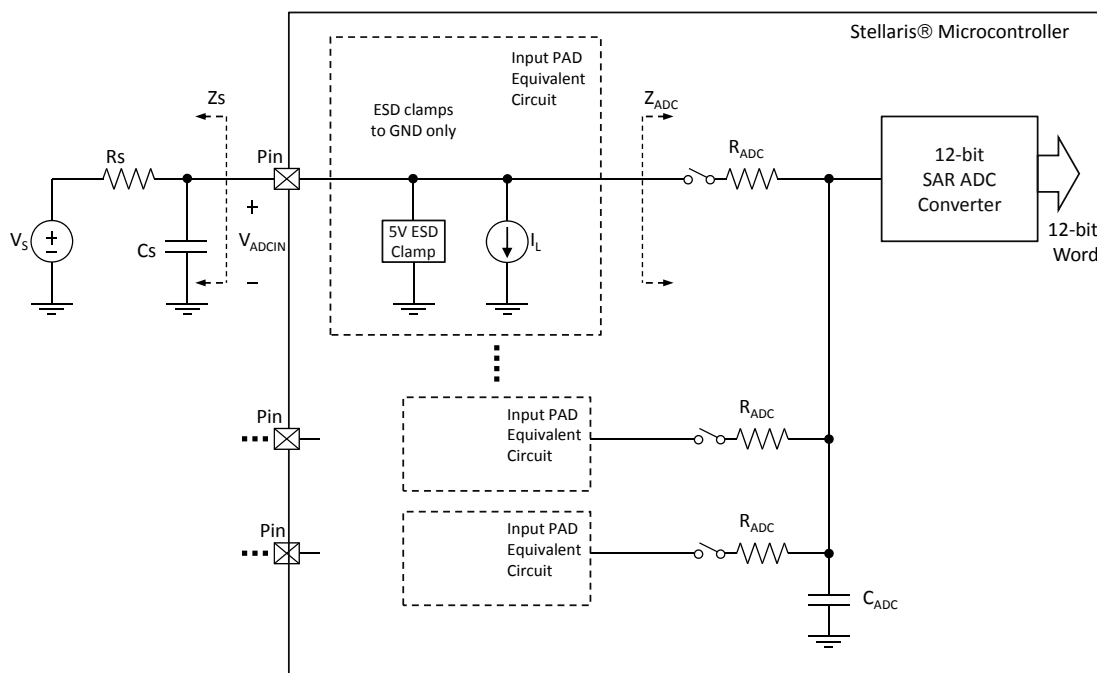 Stellaris® Microcontroller
Input PAD
Equivalent
Circuit
ESD clamps
to GND only
Zs
Z_ADC
Rs
Pin
R_ADC
12-bit
SAR ADC
Converter
V_S
+
−
Cs
+
V_ADCIN
−
5V ESD
Clamp
I_L
12-bit
Word
Pin
Input PAD
Equivalent
Circuit
R_ADC
Pin
Input PAD
Equivalent
Circuit
R_ADC
C_ADC